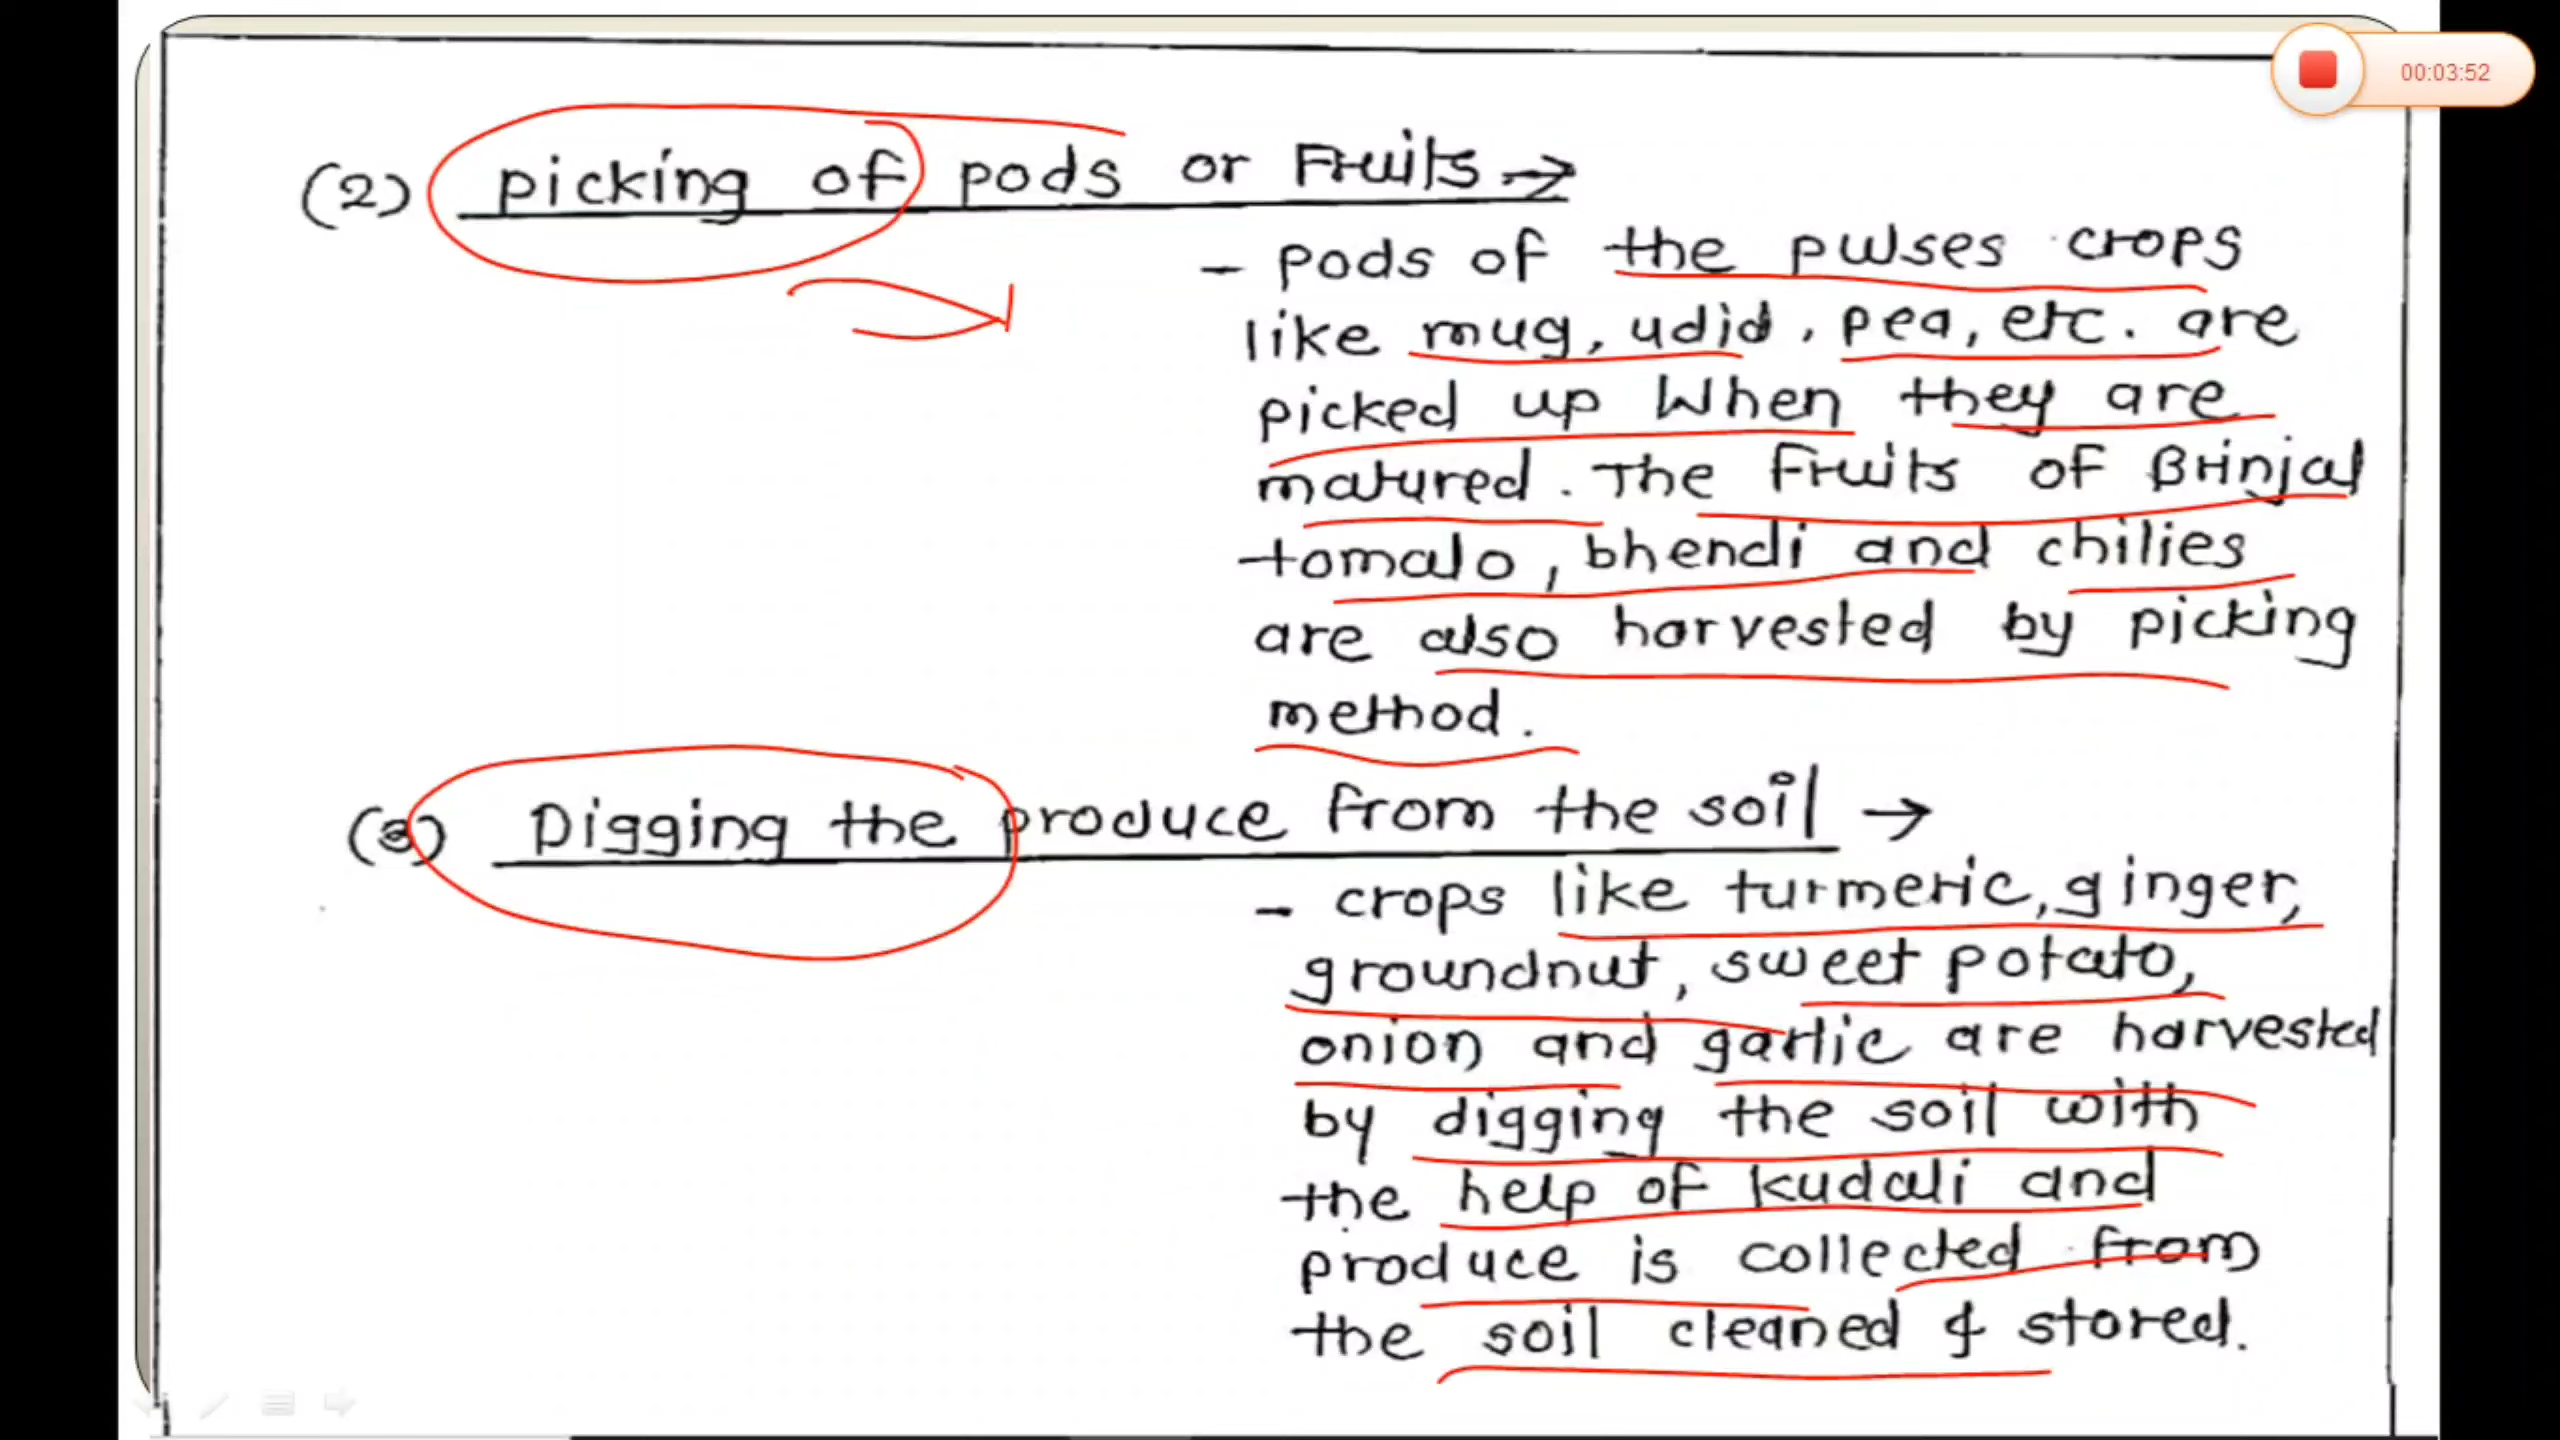 00:03:52
(2) picking of pods or Fruits →
- pods of the pulses crops
like mug, udid, pea, etc. are
picked up When they are
matured. The Fruits of Brinjal
tomato, bhendi and chilies
are also harvested by picking
method.
(3) Digging the produce From the soil →
- crops like turmeric, ginger,
groundnut, sweet potato,
onion and garlic are harvested
by digging the soil with
the help of kudali and
produce is collected from
the soil cleaned & stored.